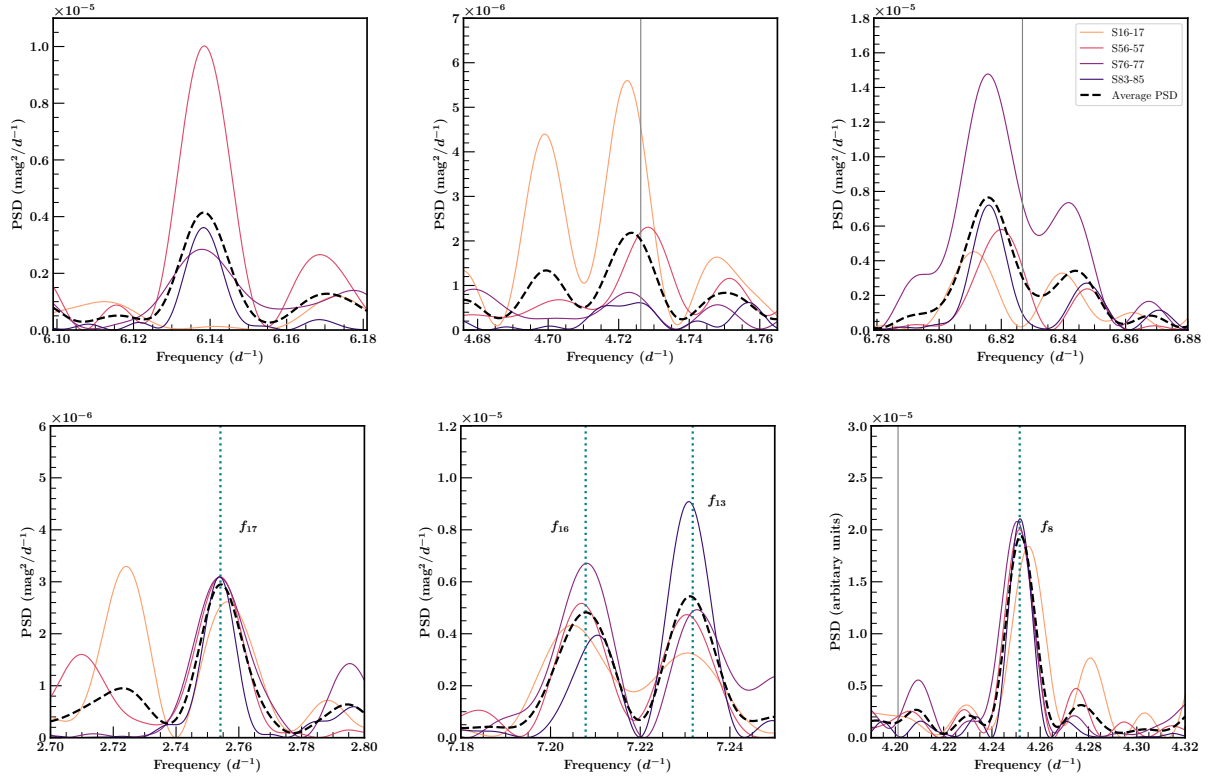 ×10⁻⁵
1.0
0.8
0.6
0.4
0.2
0.0
PSD (mag²/d⁻¹)
6.10 6.12 6.14 6.16 6.18
Frequency (d⁻¹)
×10⁻⁶
7
6
5
4
3
2
1
0
PSD (mag²/d⁻¹)
4.68 4.70 4.72 4.74 4.76
Frequency (d⁻¹)
×10⁻⁵
1.8
1.5
1.2
0.9
0.6
0.3
0.0
PSD (mag²/d⁻¹)
6.78 6.80 6.82 6.84 6.86 6.88
Frequency (d⁻¹)
S16-17
S56-57
S76-77
S83-85
Average PSD
×10⁻⁶
6
5
4
3
2
1
0
PSD (mag²/d⁻¹)
f₁₇
2.70 2.72 2.74 2.76 2.78 2.80
Frequency (d⁻¹)
×10⁻⁵
1.2
1.0
0.8
0.6
0.4
0.2
0.0
PSD (mag²/d⁻¹)
f₁₆
f₁₃
7.18 7.20 7.22 7.24
Frequency (d⁻¹)
×10⁻⁵
3.0
2.5
2.0
1.5
1.0
0.5
0.0
PSD (arbitary units)
f₈
4.20 4.22 4.24 4.26 4.28 4.30 4.32
Frequency (d⁻¹)